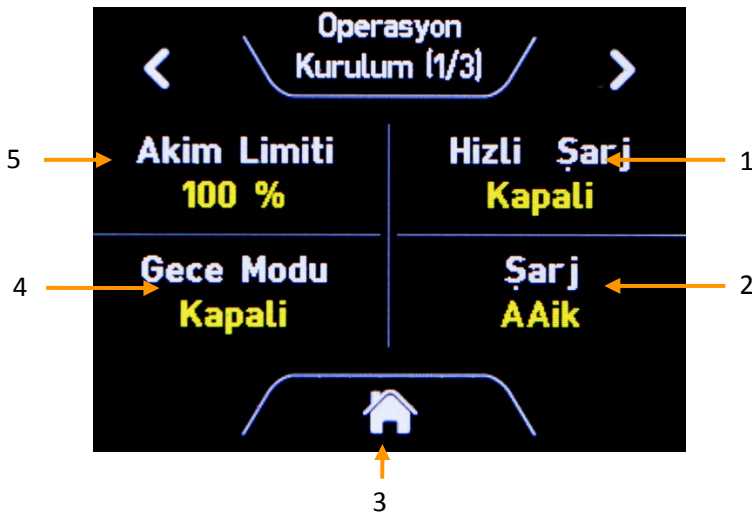 Operasyon
Kurulum (1/3)
5
Akim Limiti
100 %
Hizli Şarj
Kapali
1
4
Gece Modu
Kapali
Şarj
AAik
2
3